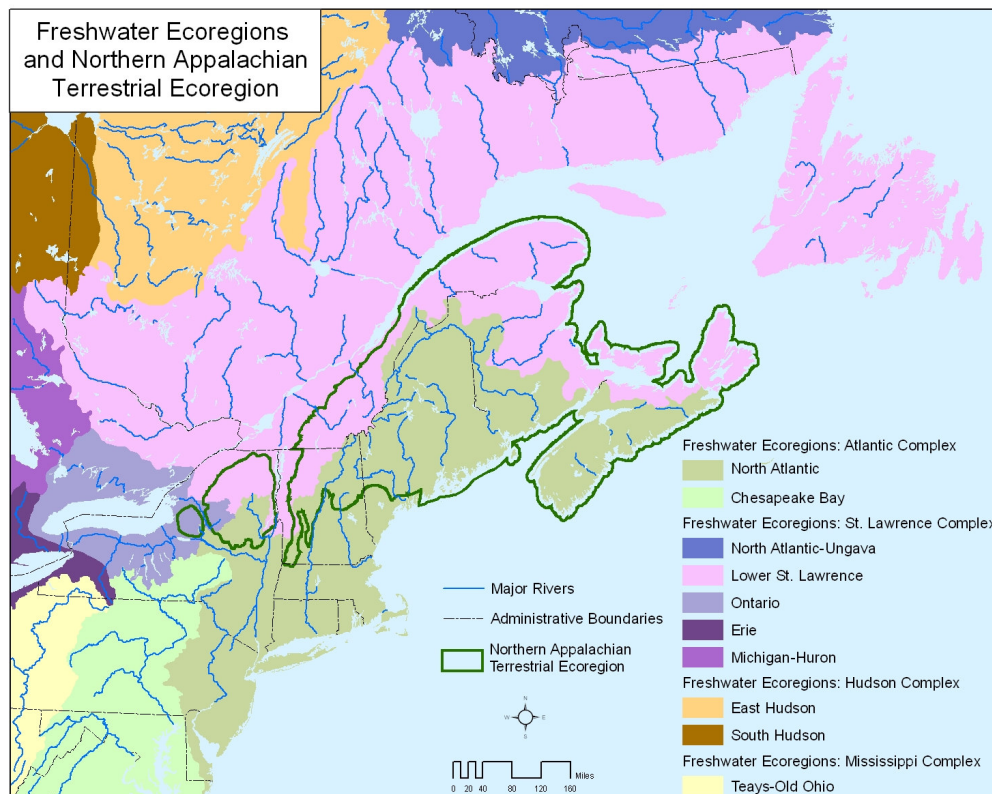 Freshwater Ecoregions
and Northern Appalachian
Terrestrial Ecoregion
Freshwater Ecoregions: Atlantic Complex
North Atlantic
Chesapeake Bay
Freshwater Ecoregions: St. Lawrence Complex
North Atlantic-Ungava
Lower St. Lawrence
Ontario
Erie
Michigan-Huron
Freshwater Ecoregions: Hudson Complex
East Hudson
South Hudson
Freshwater Ecoregions: Mississippi Complex
Teays-Old Ohio
Major Rivers
Administrative Boundaries
Northern Appalachian
Terrestrial Ecoregion
N
W E
S
Miles
0 20 40 80 120 160